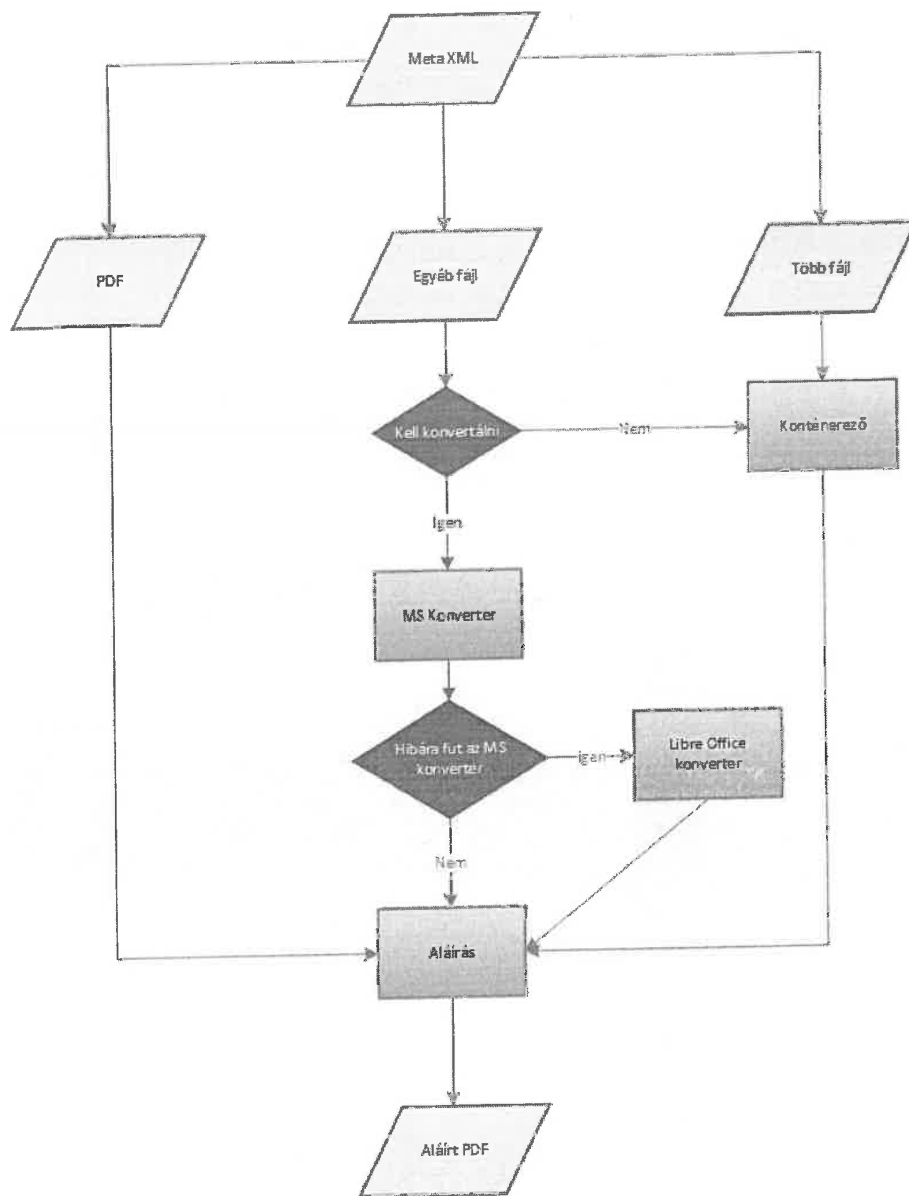 Meta XML
PDF
Egyéb fájl
Több fájl
Kell konvertálni
Nem
Konténerező
Igen
MS Konverter
Hibára fut az MS
konverter
Igen
Libre Office
konverter
Nem
Aláírás
Aláírt PDF